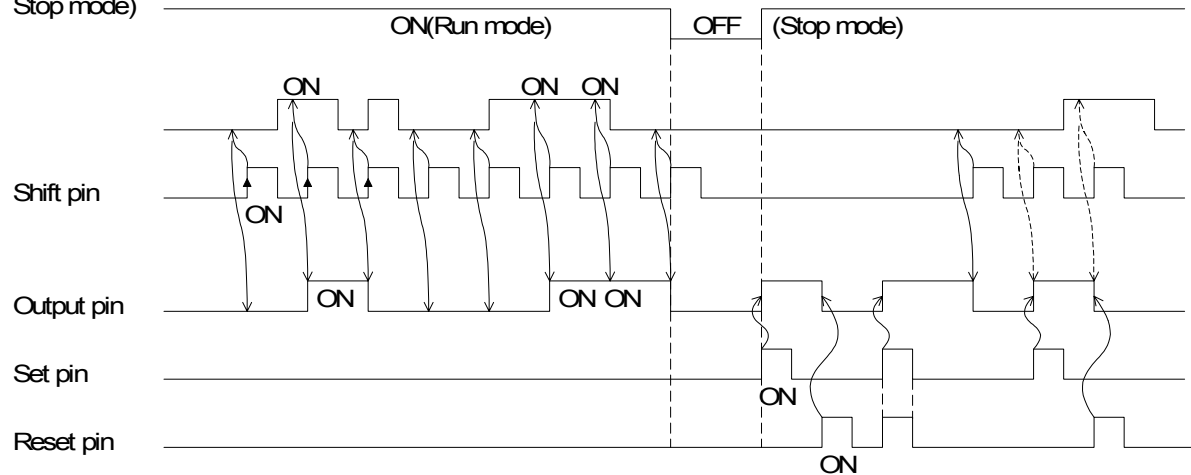 Stop mode)
ON(Run mode) OFF (Stop mode)
ON ON ON
Shift pin
ON
Output pin
ON ON ON
Set pin
ON
Reset pin
ON